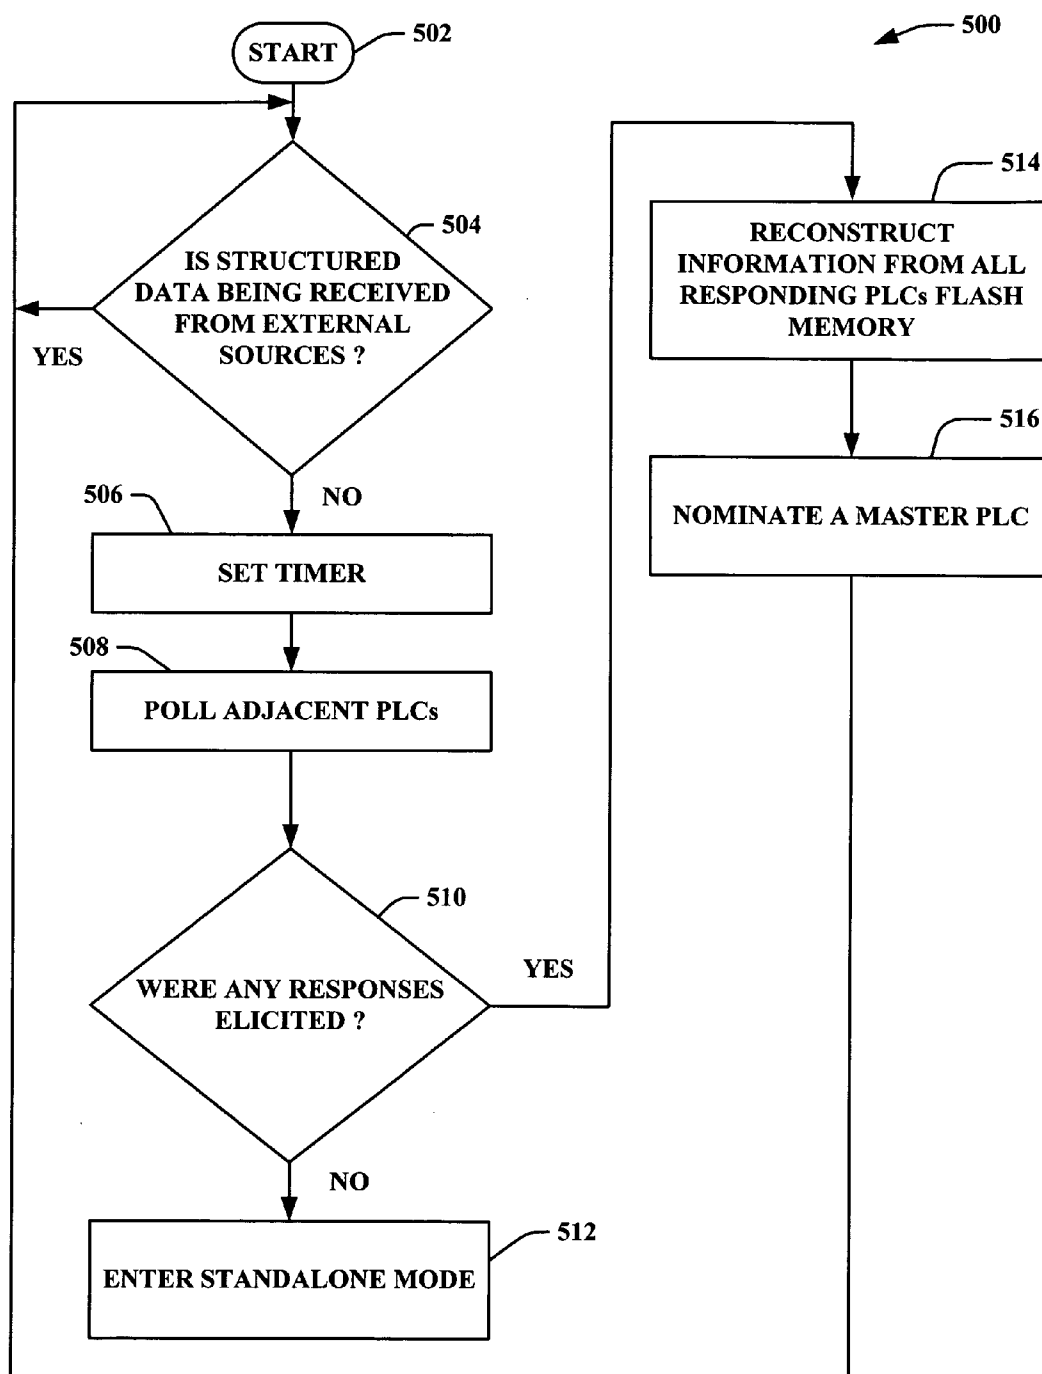 START
502
500
IS STRUCTURED
DATA BEING RECEIVED
FROM EXTERNAL
SOURCES ?
504
YES
NO
506
SET TIMER
508
POLL ADJACENT PLCs
510
WERE ANY RESPONSES
ELICITED ?
YES
NO
512
ENTER STANDALONE MODE
514
RECONSTRUCT
INFORMATION FROM ALL
RESPONDING PLCs FLASH
MEMORY
516
NOMINATE A MASTER PLC